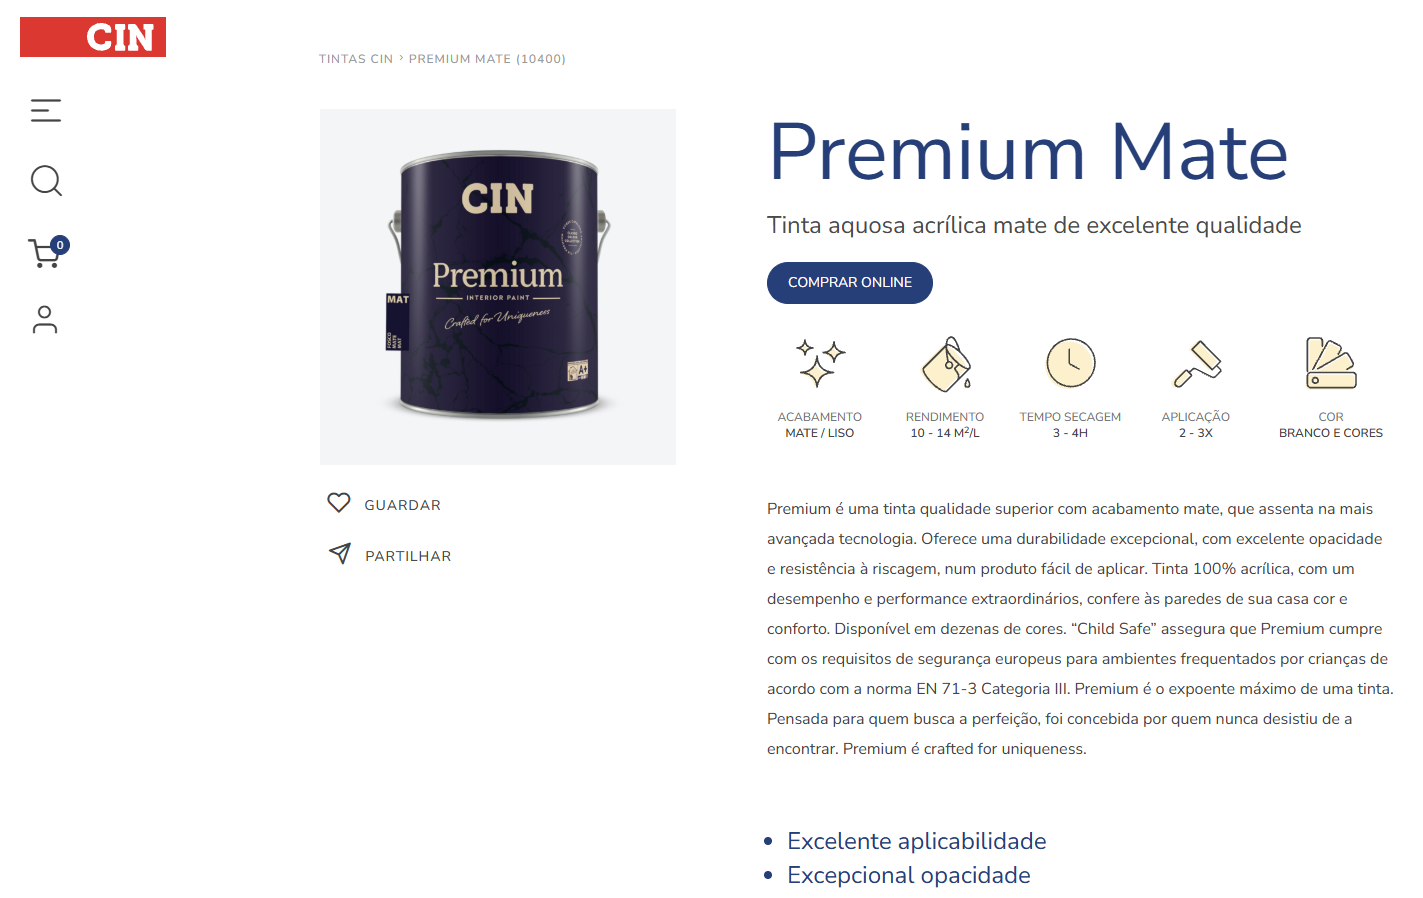 CIN
0
TINTAS CIN > PREMIUM MATE (10400)
CIN
Premium
INTERIOR PAINT
Crafted for Uniqueness
MAT
FOSCO
MATE
MAT
A+
GUARDAR
PARTILHAR
Premium Mate
Tinta aquosa acrílica mate de excelente qualidade
COMPRAR ONLINE
ACABAMENTO
MATE / LISO
RENDIMENTO
10 - 14 M²/L
TEMPO SECAGEM
3 - 4H
APLICAÇÃO
2 - 3X
COR
BRANCO E CORES
Premium é uma tinta qualidade superior com acabamento mate, que assenta na mais
avançada tecnologia. Oferece uma durabilidade excepcional, com excelente opacidade
e resistência à riscagem, num produto fácil de aplicar. Tinta 100% acrílica, com um
desempenho e performance extraordinários, confere às paredes de sua casa cor e
conforto. Disponível em dezenas de cores. “Child Safe” assegura que Premium cumpre
com os requisitos de segurança europeus para ambientes frequentados por crianças de
acordo com a norma EN 71-3 Categoria III. Premium é o expoente máximo de uma tinta.
Pensada para quem busca a perfeição, foi concebida por quem nunca desistiu de a
encontrar. Premium é crafted for uniqueness.
• Excelente aplicabilidade
• Excepcional opacidade